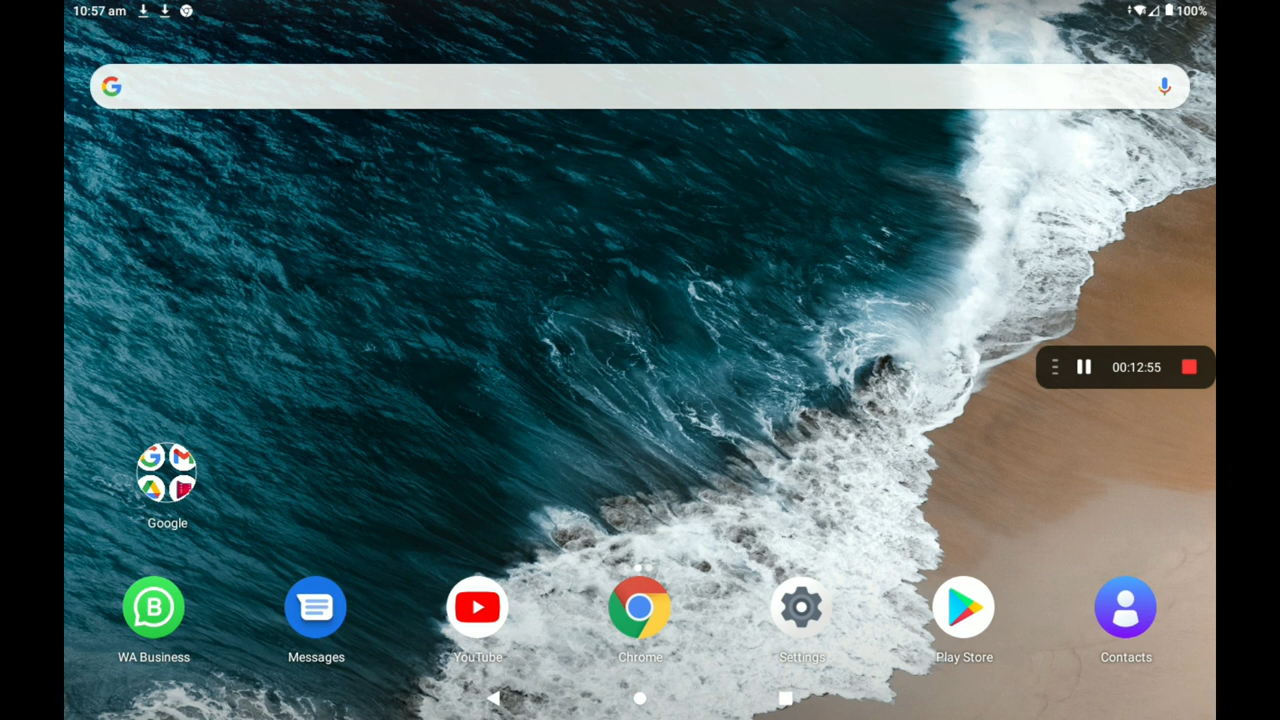 10:57 am
100%
00:12:55
Google
WA Business
Messages
YouTube
Chrome
Settings
Play Store
Contacts